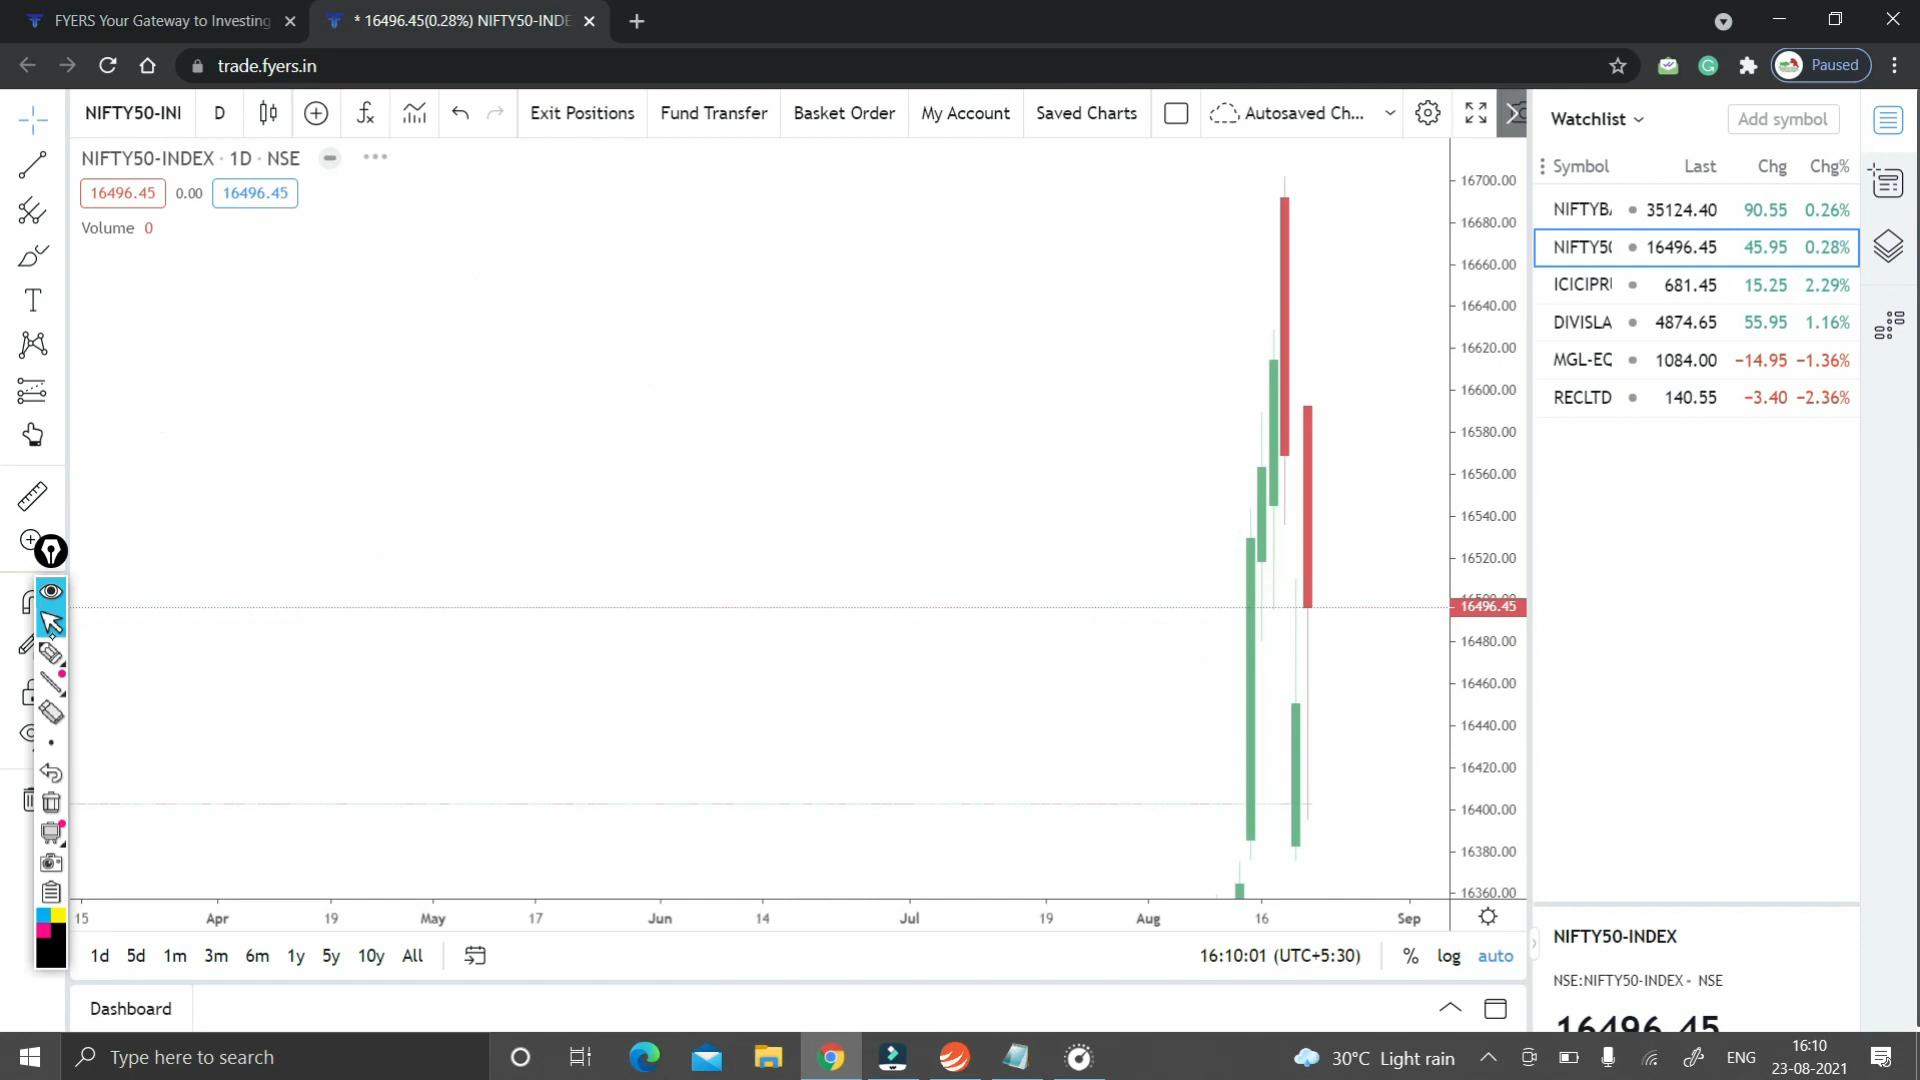 FYERS Your Gateway to Investing
* 16496.45(0.28%) NIFTY50-INDE
trade.fyers.in
Paused
NIFTY50-INI
D
Exit Positions
Fund Transfer
Basket Order
My Account
Saved Charts
Autosaved Ch...
NIFTY50-INDEX · 1D · NSE
16496.45 0.00 16496.45
Volume 0
16700.00
16680.00
16660.00
16640.00
16620.00
16600.00
16580.00
16560.00
16540.00
16520.00
16496.45
16480.00
16460.00
16440.00
16420.00
16400.00
16380.00
16360.00
15 Apr 19 May 17 Jun 14 Jul 19 Aug 16 Sep
1d 5d 1m 3m 6m 1y 5y 10y All
16:10:01 (UTC+5:30)
% log auto
Dashboard
Watchlist
Add symbol
Symbol Last Chg Chg%
NIFTYBA 35124.40 90.55 0.26%
NIFTY50 16496.45 45.95 0.28%
ICICIPRU 681.45 15.25 2.29%
DIVISLA 4874.65 55.95 1.16%
MGL-EQ 1084.00 −14.95 −1.36%
RECLTD 140.55 −3.40 −2.36%
NIFTY50-INDEX
NSE:NIFTY50-INDEX • NSE
16496.45
Type here to search
30°C Light rain
ENG
16:10
23-08-2021